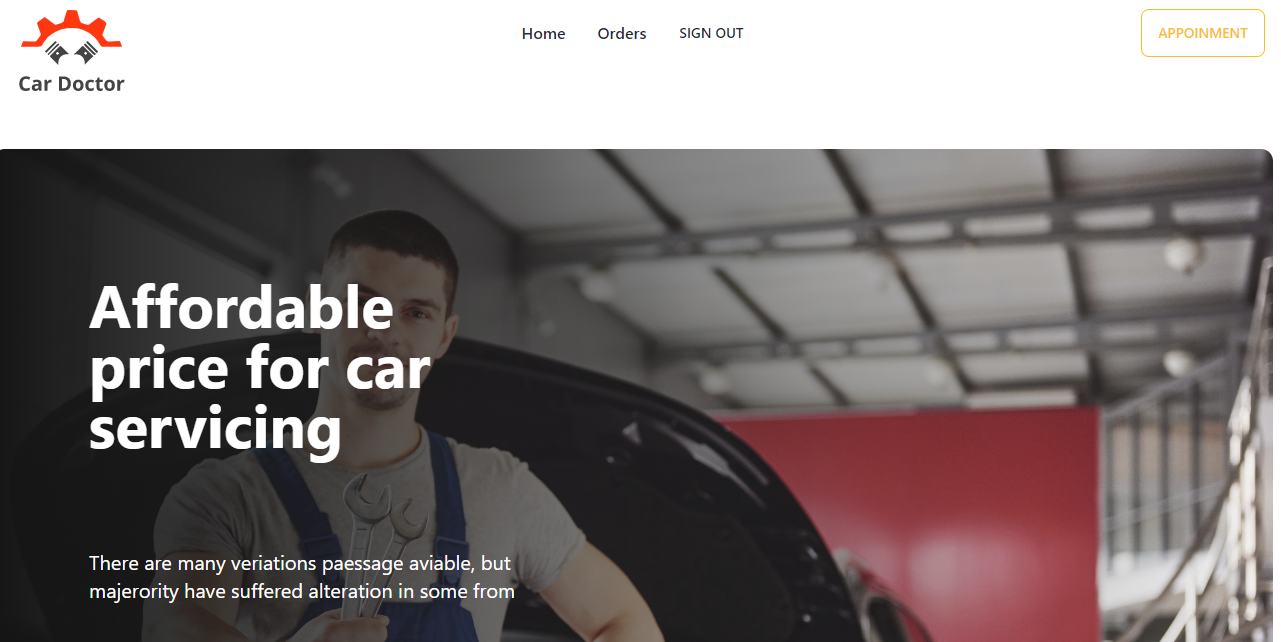 Home Orders SIGN OUT APPOINMENT
Car Doctor
Affordable
price for car
servicing
There are many veriations paessage aviable, but
majerority have suffered alteration in some from